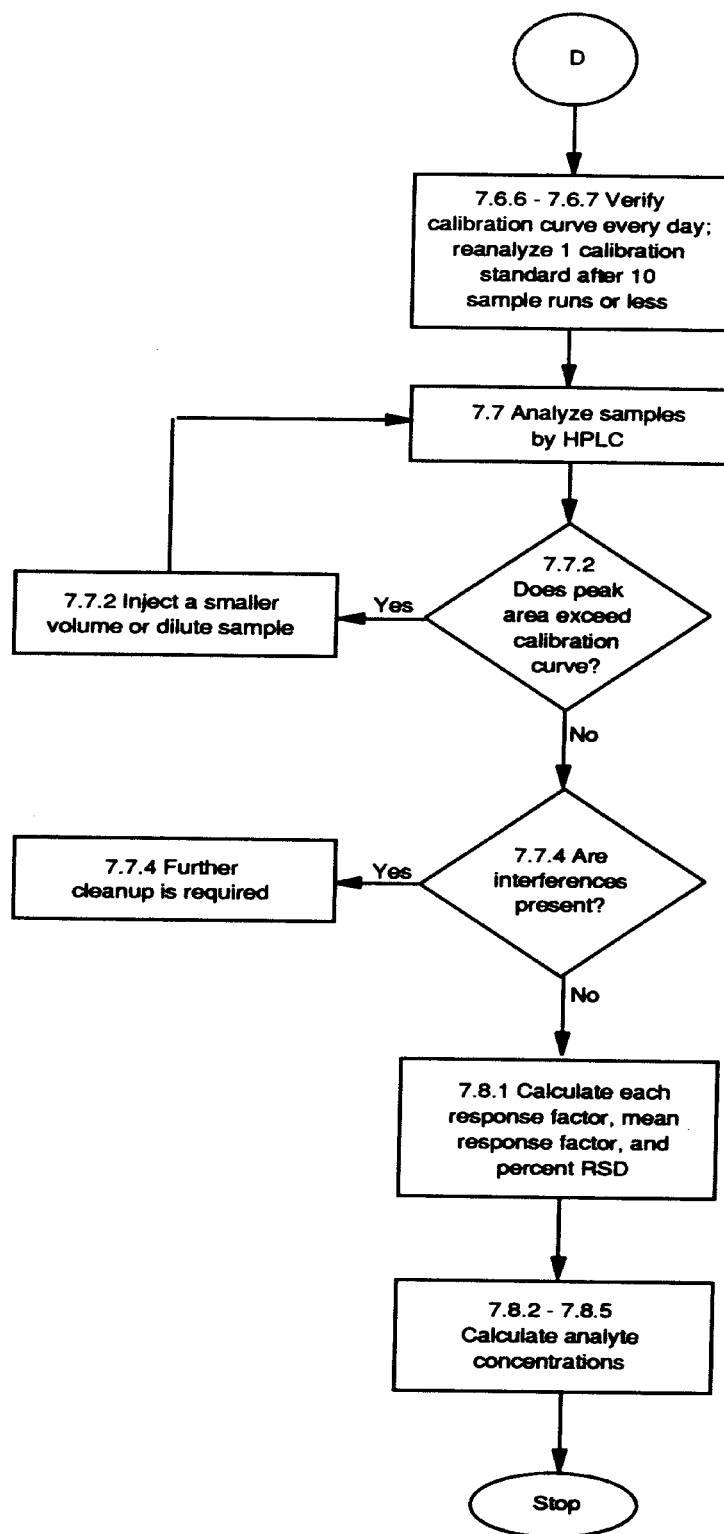 D
7.6.6 - 7.6.7 Verify
calibration curve every day;
reanalyze 1 calibration
standard after 10
sample runs or less
7.7 Analyze samples
by HPLC
7.7.2
Does peak
area exceed
calibration
curve?
Yes
7.7.2 Inject a smaller
volume or dilute sample
No
7.7.4 Are
interferences
present?
Yes
7.7.4 Further
cleanup is required
No
7.8.1 Calculate each
response factor, mean
response factor, and
percent RSD
7.8.2 - 7.8.5
Calculate analyte
concentrations
Stop